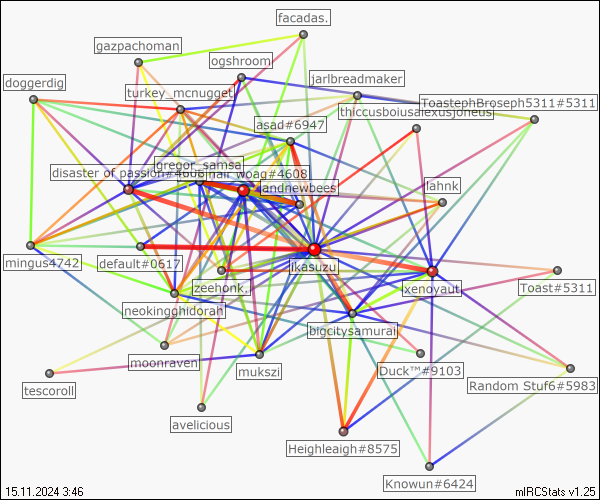 facadas.
gazpachoman
ogshroom
jarlbreadmaker
doggerdig
turkey_mcnugget
ToastephBroseph5311#5311
thiccusboiusalexusjoneus
asad#6947
gregor_samsa
disaster of passion#4608
woag#4608
landnewbees
lahnk
mingus4742
default#0617
ikasuzu
zeehonk.
xenoyaut
Toast#5311
neokingghidorah
bigcitysamurai
moonraven
mukszi
Duck™#9103
tescoroll
Random Stuf6#5983
avelicious
Heighleaigh#8575
Knowun#6424
15.11.2024 3:46
mIRCStats v1.25